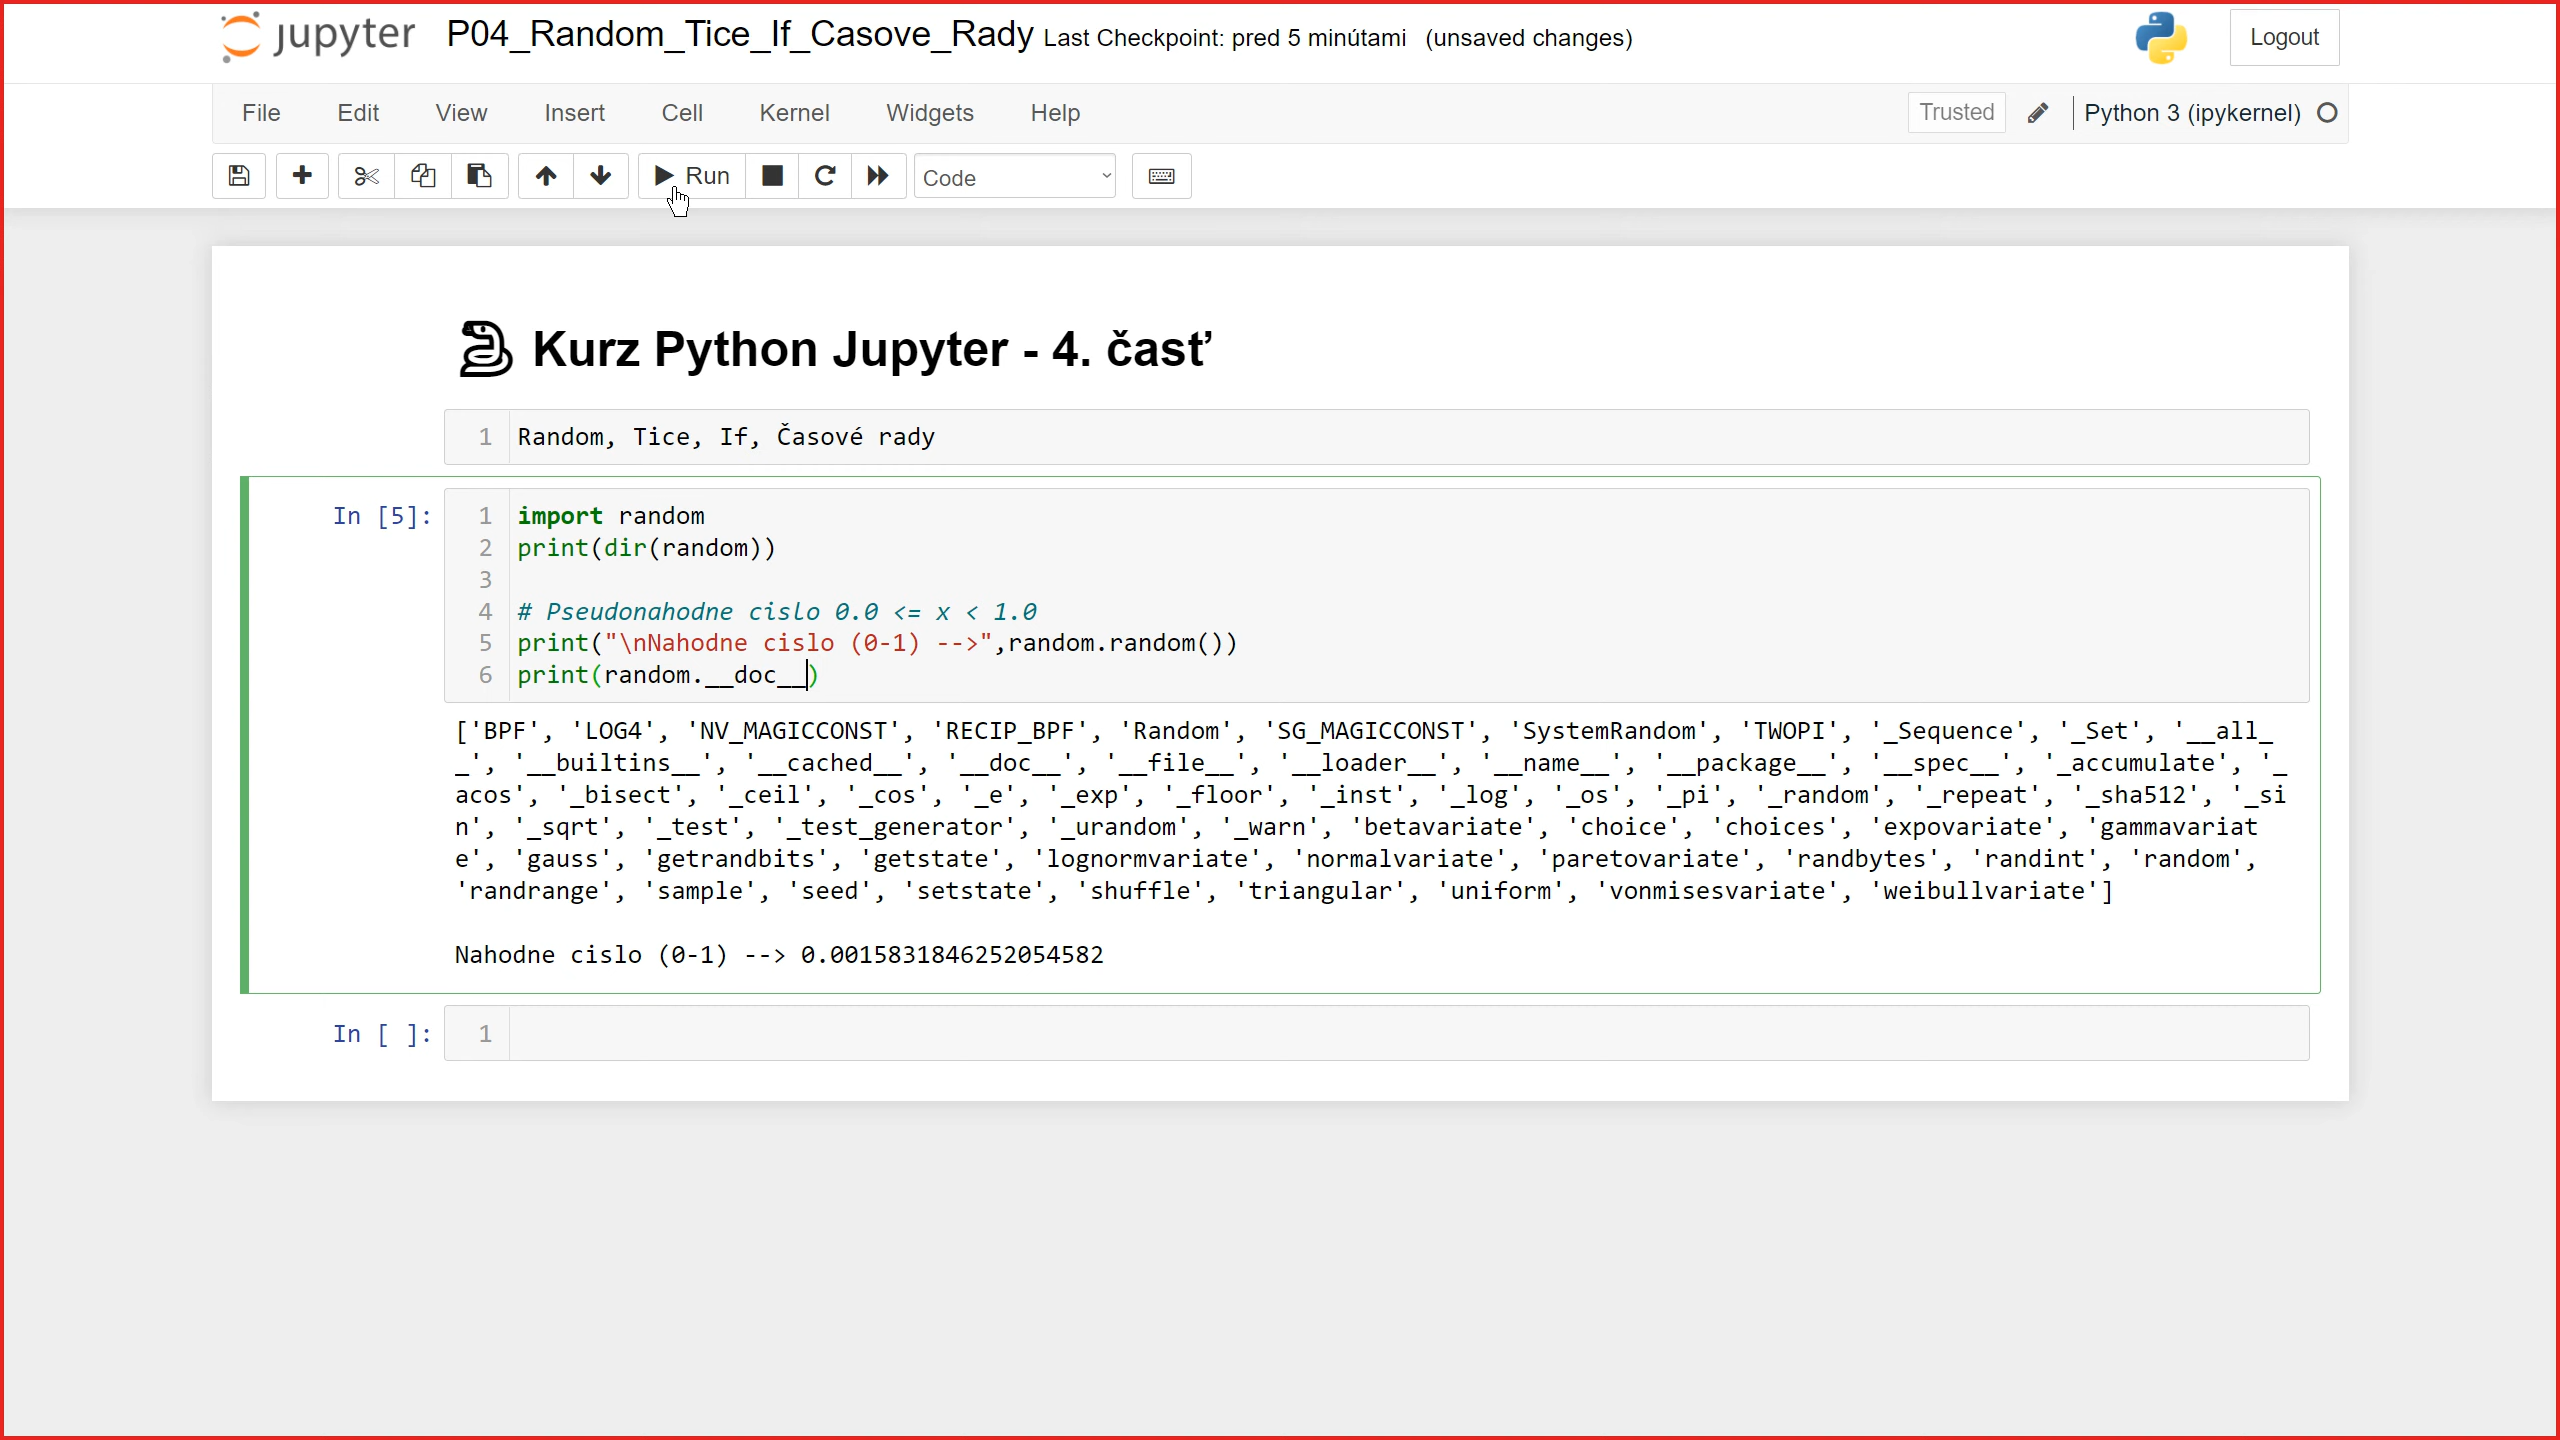 jupyter P04_Random_Tice_If_Casove_Rady Last Checkpoint: pred 5 minútami (unsaved changes) Logout
File Edit View Insert Cell Kernel Widgets Help Trusted Python 3 (ipykernel)
Run Code
Kurz Python Jupyter - 4. časť
1 Random, Tice, If, Časové rady
In [5]: 1 import random
2 print(dir(random))
3
4 # Pseudonahodne cislo 0.0 <= x < 1.0
5 print("\nNahodne cislo (0-1) -->",random.random())
6 print(random.__doc__)
['BPF', 'LOG4', 'NV_MAGICCONST', 'RECIP_BPF', 'Random', 'SG_MAGICCONST', 'SystemRandom', 'TWOPI', '_Sequence', '_Set', '__all_
_', '__builtins__', '__cached__', '__doc__', '__file__', '__loader__', '__name__', '__package__', '__spec__', '_accumulate', '_
acos', '_bisect', '_ceil', '_cos', '_e', '_exp', '_floor', '_inst', '_log', '_os', '_pi', '_random', '_repeat', '_sha512', '_si
n', '_sqrt', '_test', '_test_generator', '_urandom', '_warn', 'betavariate', 'choice', 'choices', 'expovariate', 'gammavariat
e', 'gauss', 'getrandbits', 'getstate', 'lognormvariate', 'normalvariate', 'paretovariate', 'randbytes', 'randint', 'random',
'randrange', 'sample', 'seed', 'setstate', 'shuffle', 'triangular', 'uniform', 'vonmisesvariate', 'weibullvariate']
Nahodne cislo (0-1) --> 0.0015831846252054582
In [ ]: 1